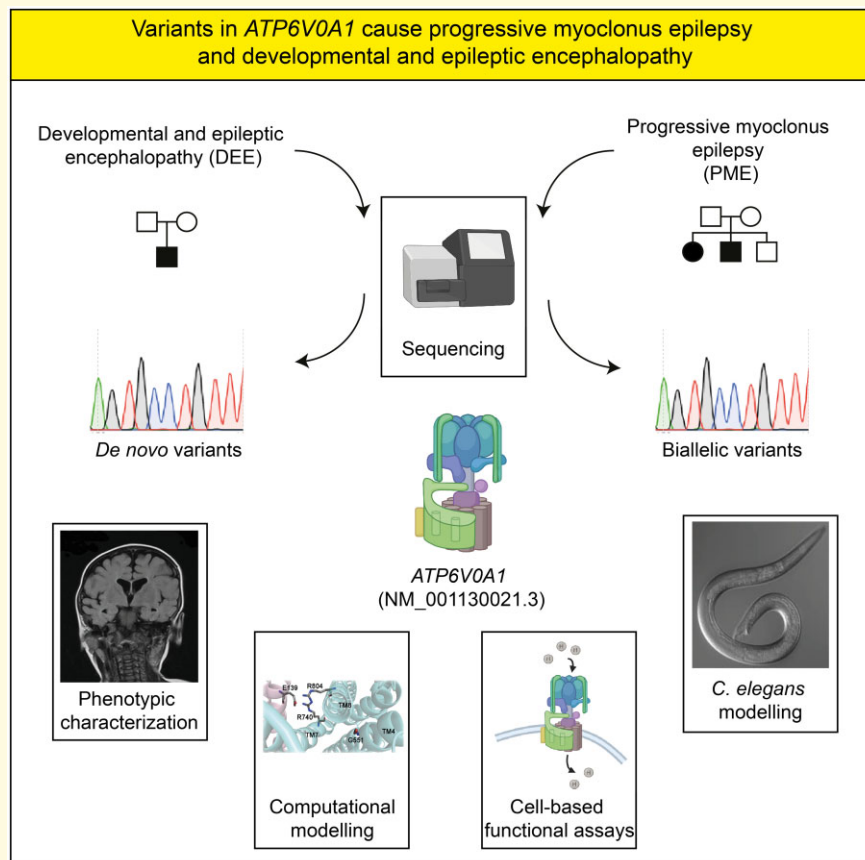 Variants in ATP6V0A1 cause progressive myoclonus epilepsy
and developmental and epileptic encephalopathy
Developmental and epileptic
encephalopathy (DEE)
Progressive myoclonus
epilepsy
(PME)
Sequencing
De novo variants
Biallelic variants
ATP6V0A1
(NM_001130021.3)
Phenotypic
characterization
R804
TM8
R740
TM7
TM4
Computational
modelling
H
H
H
H
H
H
Cell-based
functional assays
C. elegans
modelling